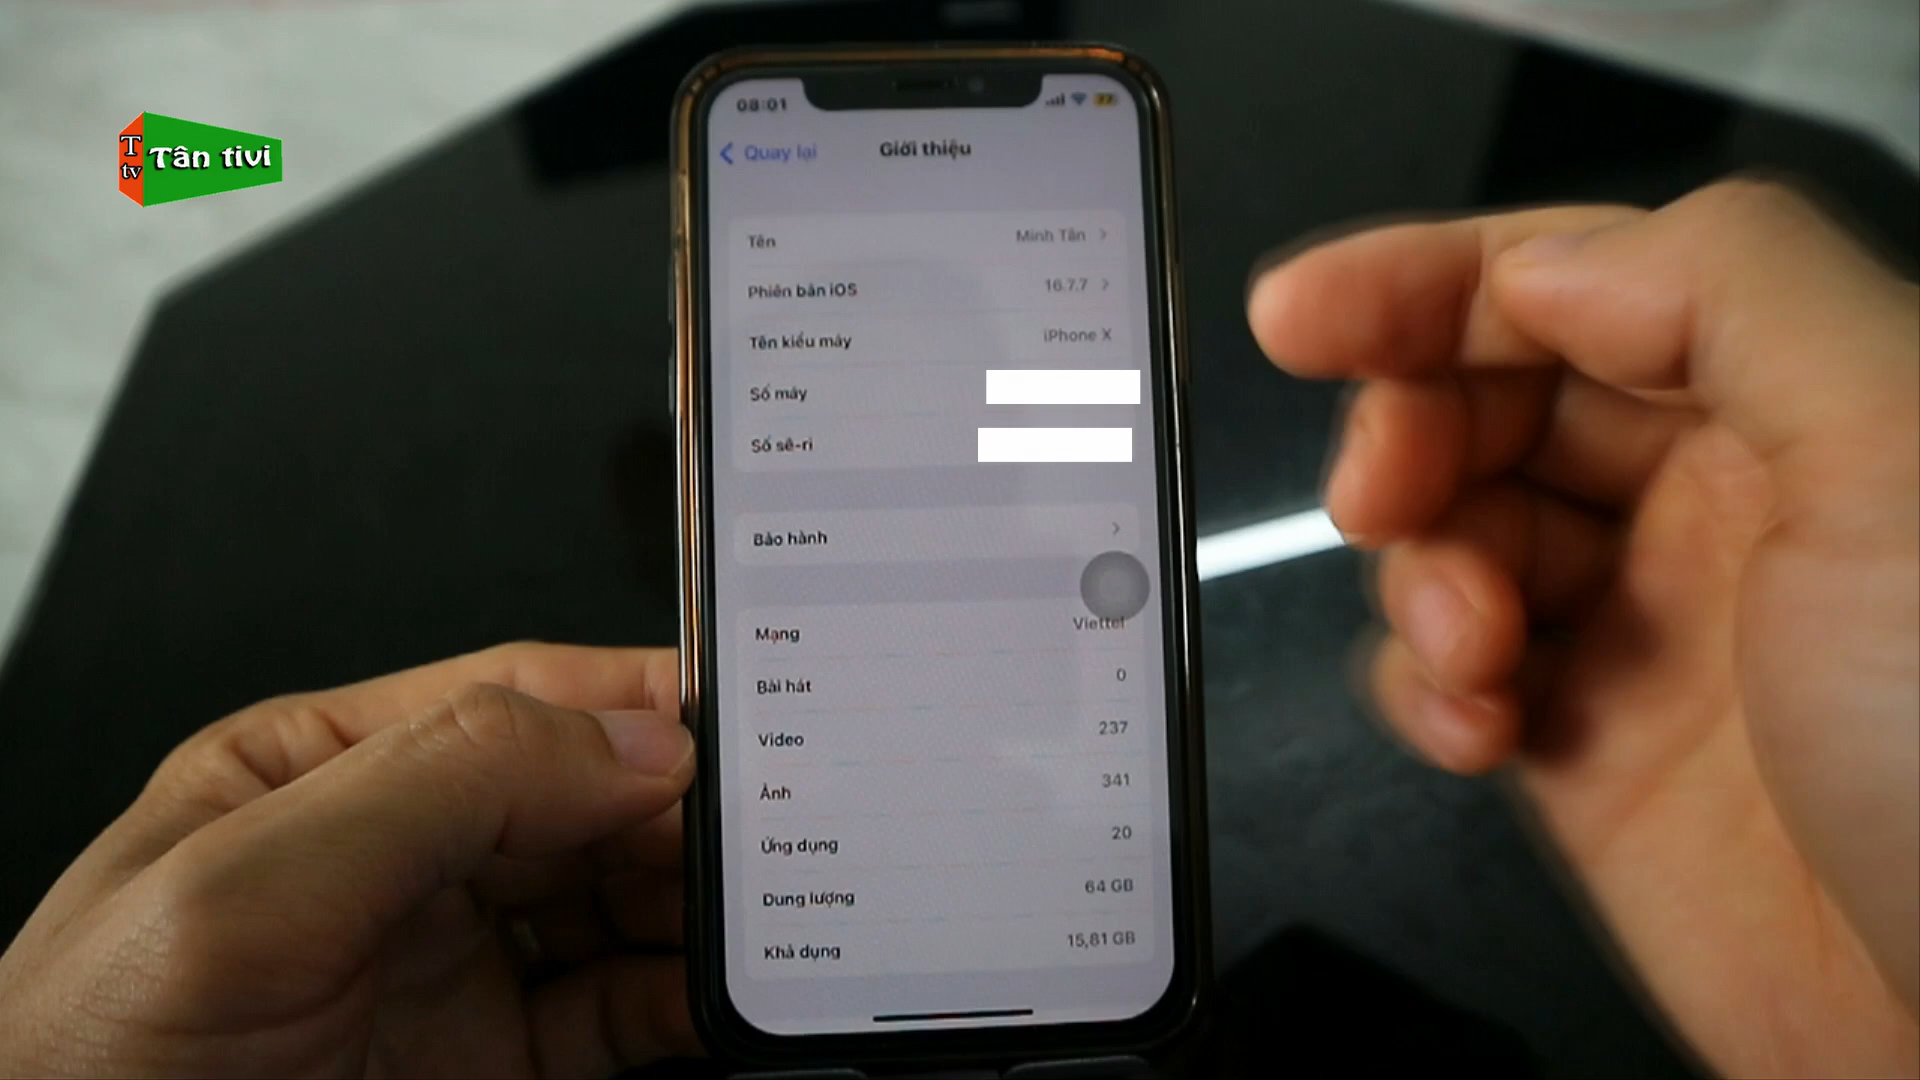 T
tv
Tân tivi
08:01
77
Quay lại
Giới thiệu
Tên Minh Tân
Phiên bản iOS 16.7.7
Tên kiểu máy iPhone X
Số máy
Số sê-ri
Bảo hành
Mạng Viettel
Bài hát 0
Video 237
Ảnh 341
Ứng dụng 20
Dung lượng 64 GB
Khả dụng 15,81 GB